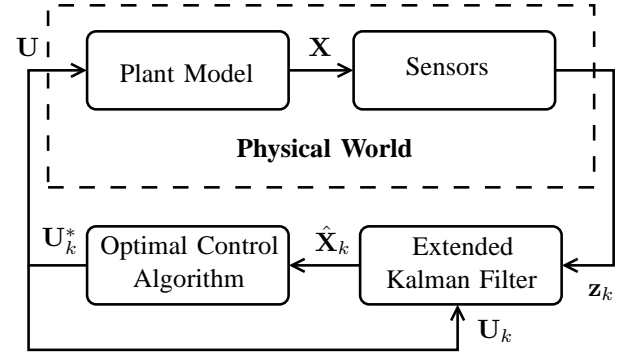 U
Plant Model
X
Sensors
Physical World
U*k
Optimal Control
Algorithm
X̂k
Extended
Kalman Filter
zk
Uk